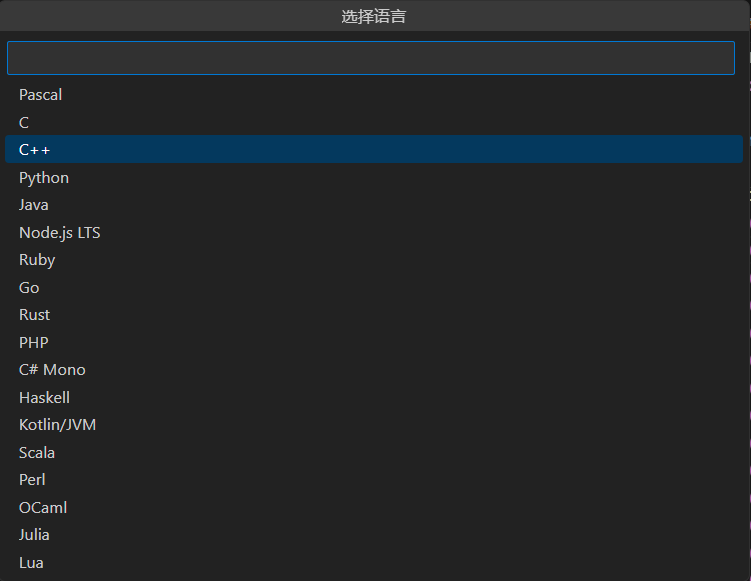 选择语言
Pascal
C
C++
Python
Java
Node.js LTS
Ruby
Go
Rust
PHP
C# Mono
Haskell
Kotlin/JVM
Scala
Perl
OCaml
Julia
Lua